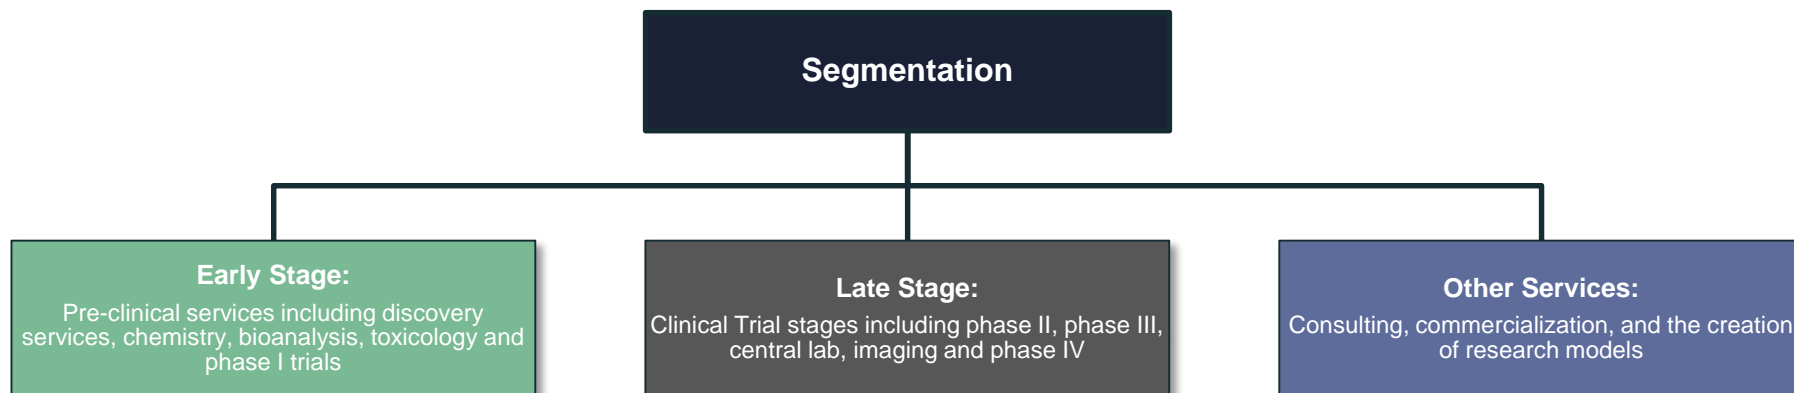 Segmentation
Early Stage:
Pre-clinical services including discovery
services, chemistry, bioanalysis, toxicology and
phase I trials
Late Stage:
Clinical Trial stages including phase II, phase III,
central lab, imaging and phase IV
Other Services:
Consulting, commercialization, and the creation
of research models